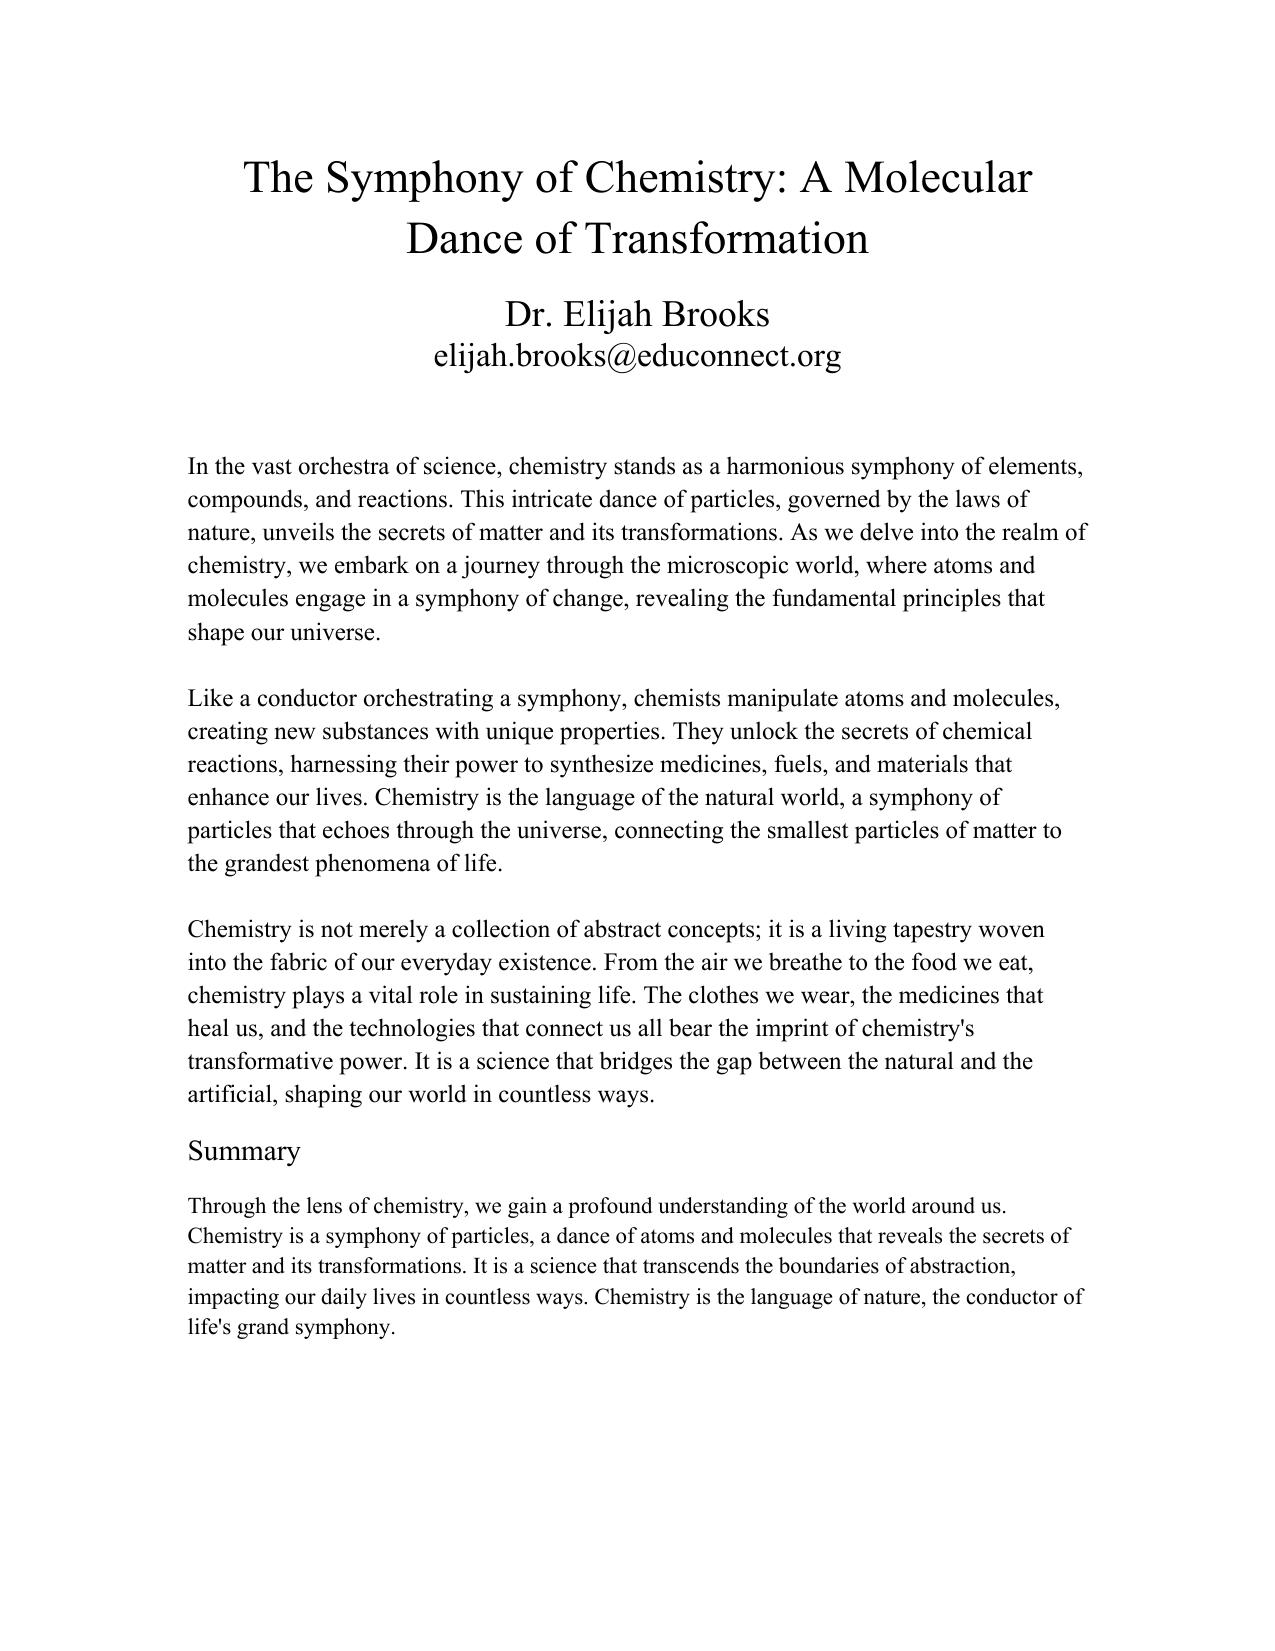 The Symphony of Chemistry: A Molecular
Dance of Transformation
Dr. Elijah Brooks
elijah.brooks@educonnect.org
In the vast orchestra of science, chemistry stands as a harmonious symphony of elements,
compounds, and reactions. This intricate dance of particles, governed by the laws of
nature, unveils the secrets of matter and its transformations. As we delve into the realm of
chemistry, we embark on a journey through the microscopic world, where atoms and
molecules engage in a symphony of change, revealing the fundamental principles that
shape our universe.
Like a conductor orchestrating a symphony, chemists manipulate atoms and molecules,
creating new substances with unique properties. They unlock the secrets of chemical
reactions, harnessing their power to synthesize medicines, fuels, and materials that
enhance our lives. Chemistry is the language of the natural world, a symphony of
particles that echoes through the universe, connecting the smallest particles of matter to
the grandest phenomena of life.
Chemistry is not merely a collection of abstract concepts; it is a living tapestry woven
into the fabric of our everyday existence. From the air we breathe to the food we eat,
chemistry plays a vital role in sustaining life. The clothes we wear, the medicines that
heal us, and the technologies that connect us all bear the imprint of chemistry's
transformative power. It is a science that bridges the gap between the natural and the
artificial, shaping our world in countless ways.
Summary
Through the lens of chemistry, we gain a profound understanding of the world around us.
Chemistry is a symphony of particles, a dance of atoms and molecules that reveals the secrets of
matter and its transformations. It is a science that transcends the boundaries of abstraction,
impacting our daily lives in countless ways. Chemistry is the language of nature, the conductor of
life's grand symphony.